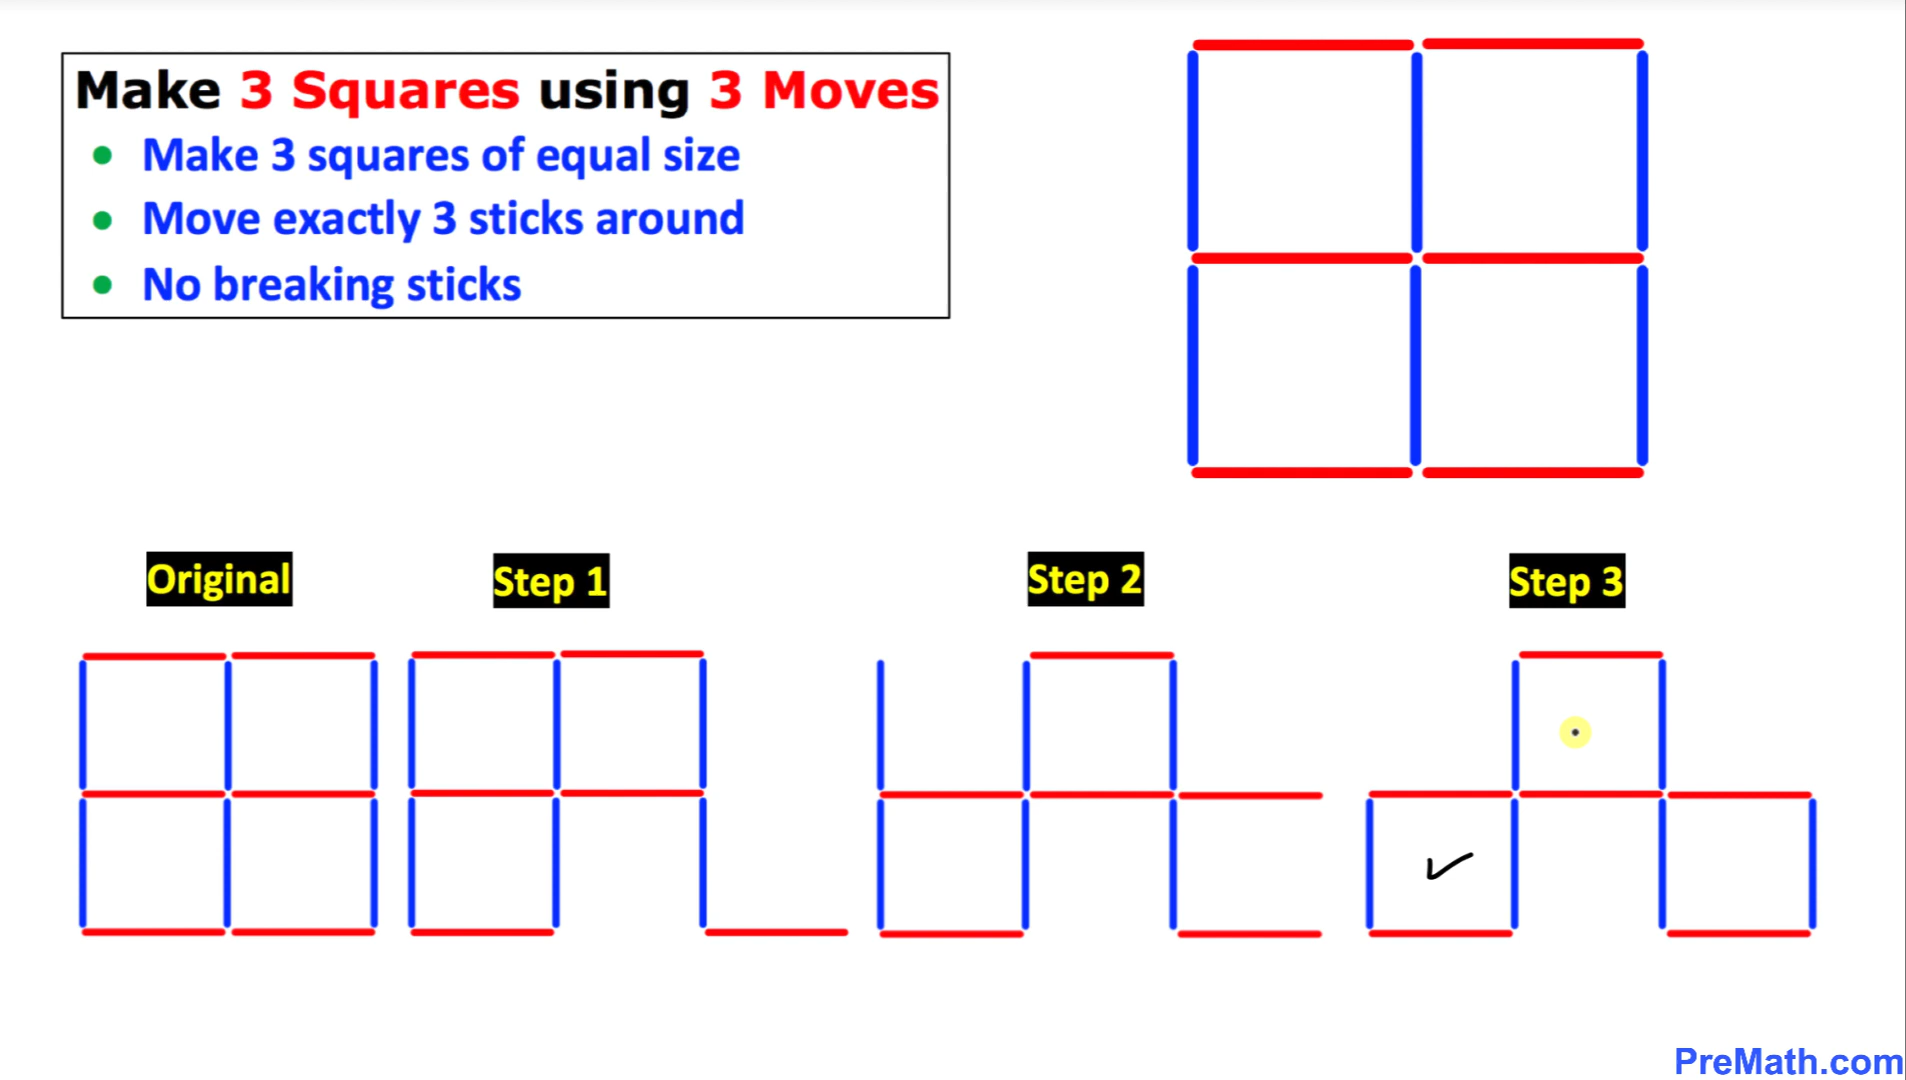 Make 3 Squares using 3 Moves
• Make 3 squares of equal size
• Move exactly 3 sticks around
• No breaking sticks
Original
Step 1
Step 2
Step 3
PreMath.com